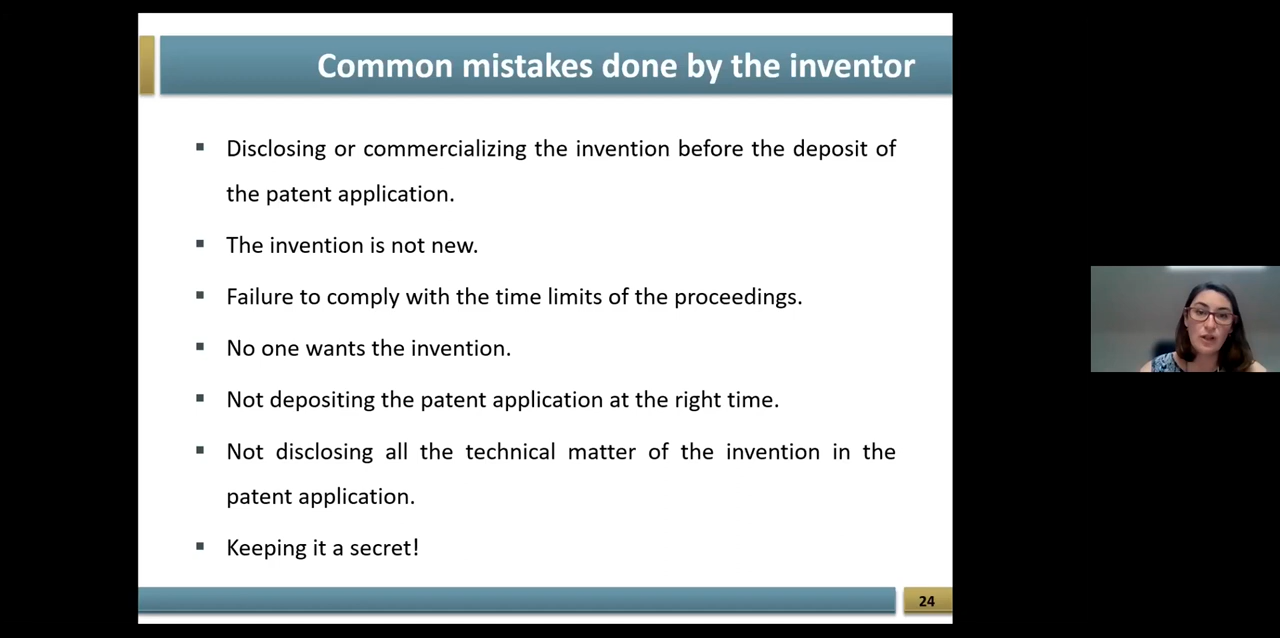 Common mistakes done by the inventor
▪ Disclosing or commercializing the invention before the deposit of
the patent application.
▪ The invention is not new.
▪ Failure to comply with the time limits of the proceedings.
▪ No one wants the invention.
▪ Not depositing the patent application at the right time.
▪ Not disclosing all the technical matter of the invention in the
patent application.
▪ Keeping it a secret!
24